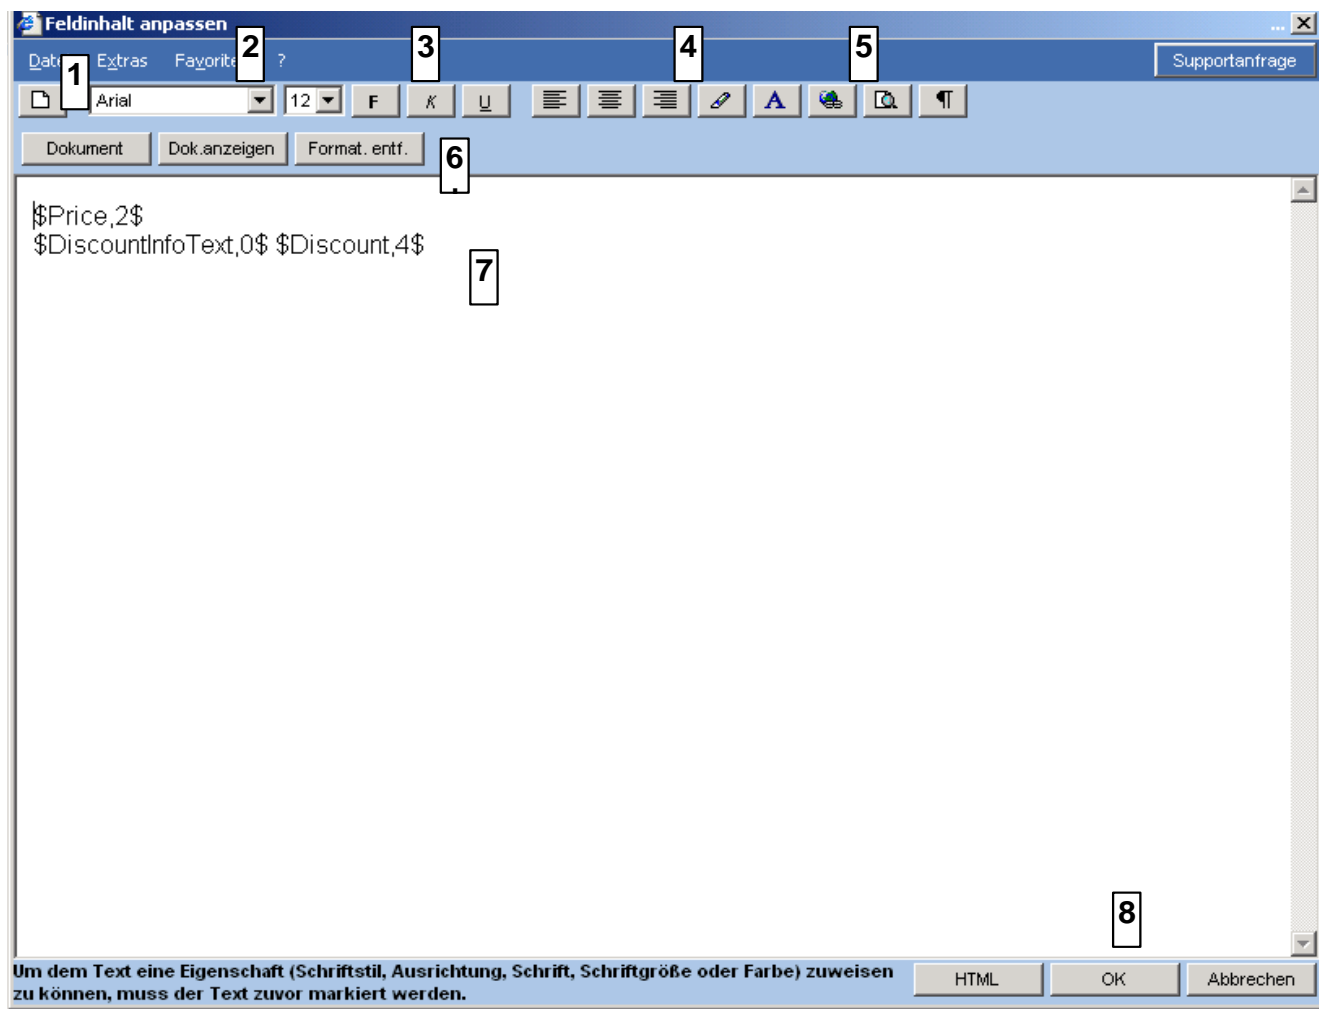 Feldinhalt anpassen
2 3 4 5
Date Extras Favorite ? Supportanfrage
1
Arial 12 F K U A ¶
Dokument Dok.anzeigen Format. entf.
6.
$Price,2$
$DiscountInfoText,0$ $Discount,4$
7
8
Um dem Text eine Eigenschaft (Schriftstil, Ausrichtung, Schrift, Schriftgröße oder Farbe) zuweisen
zu können, muss der Text zuvor markiert werden.
HTML OK Abbrechen